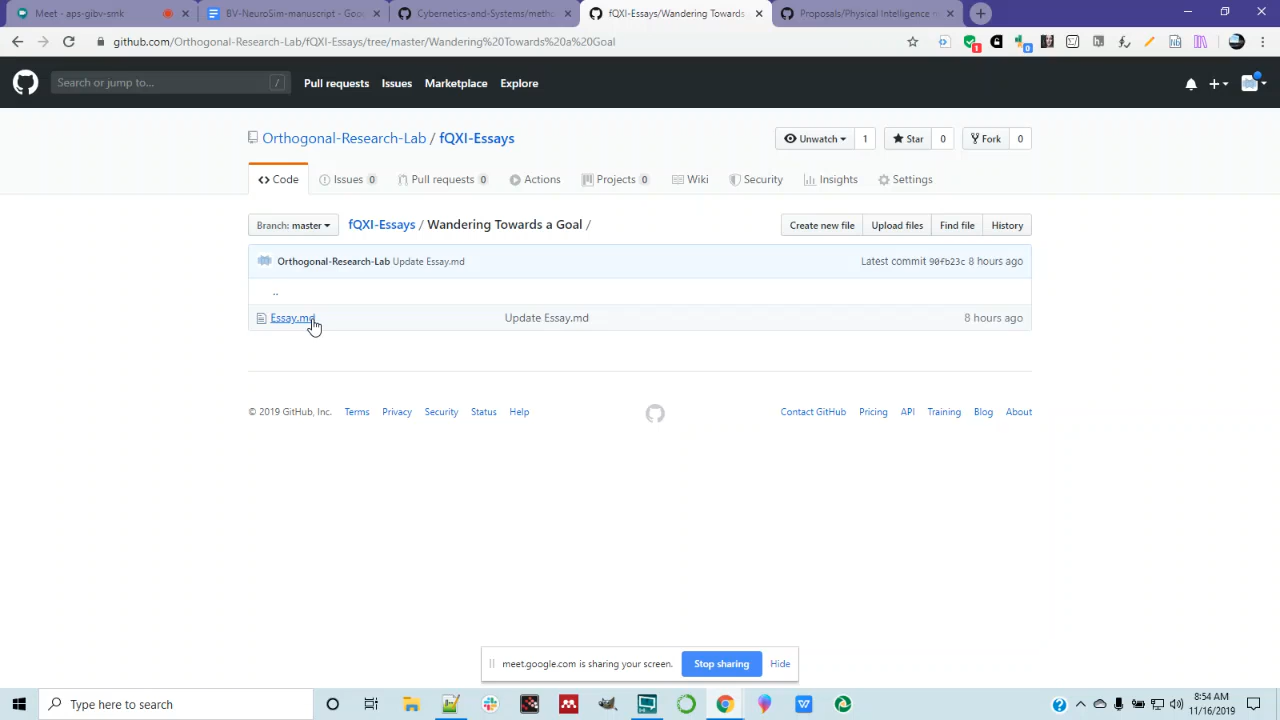 Meet - aps-gibv-smk
BV-NeuroSim-manuscript - Goo
Cybernetics-and-Systems/metho
fQXI-Essays/Wandering Towards
Proposals/Physical Intelligence n
github.com/Orthogonal-Research-Lab/fQXI-Essays/tree/master/Wandering%20Towards%20a%20Goal
Search or jump to...
/
Pull requests
Issues
Marketplace
Explore
Orthogonal-Research-Lab / fQXI-Essays
Unwatch 1
Star 0
Fork 0
Code
Issues 0
Pull requests 0
Actions
Projects 0
Wiki
Security
Insights
Settings
Branch: master
fQXI-Essays / Wandering Towards a Goal /
Create new file
Upload files
Find file
History
Orthogonal-Research-Lab Update Essay.md
Latest commit 90fb23c 8 hours ago
..
Essay.md
Update Essay.md
8 hours ago
© 2019 GitHub, Inc.
Terms
Privacy
Security
Status
Help
Contact GitHub
Pricing
API
Training
Blog
About
meet.google.com is sharing your screen.
Stop sharing
Hide
Type here to search
8:54 AM
11/16/2019